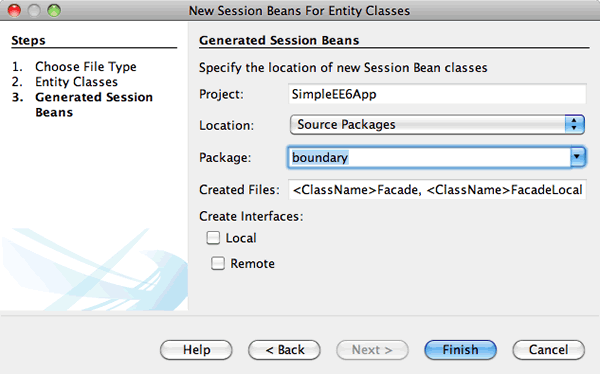 New Session Beans For Entity Classes
Steps
1. Choose File Type
2. Entity Classes
3. Generated Session
Beans
Generated Session Beans
Specify the location of new Session Bean classes
Project: SimpleEE6App
Location: Source Packages
Package: boundary
Created Files: <ClassName>Facade, <ClassName>FacadeLocal
Create Interfaces:
Local
Remote
Help < Back Next > Finish Cancel